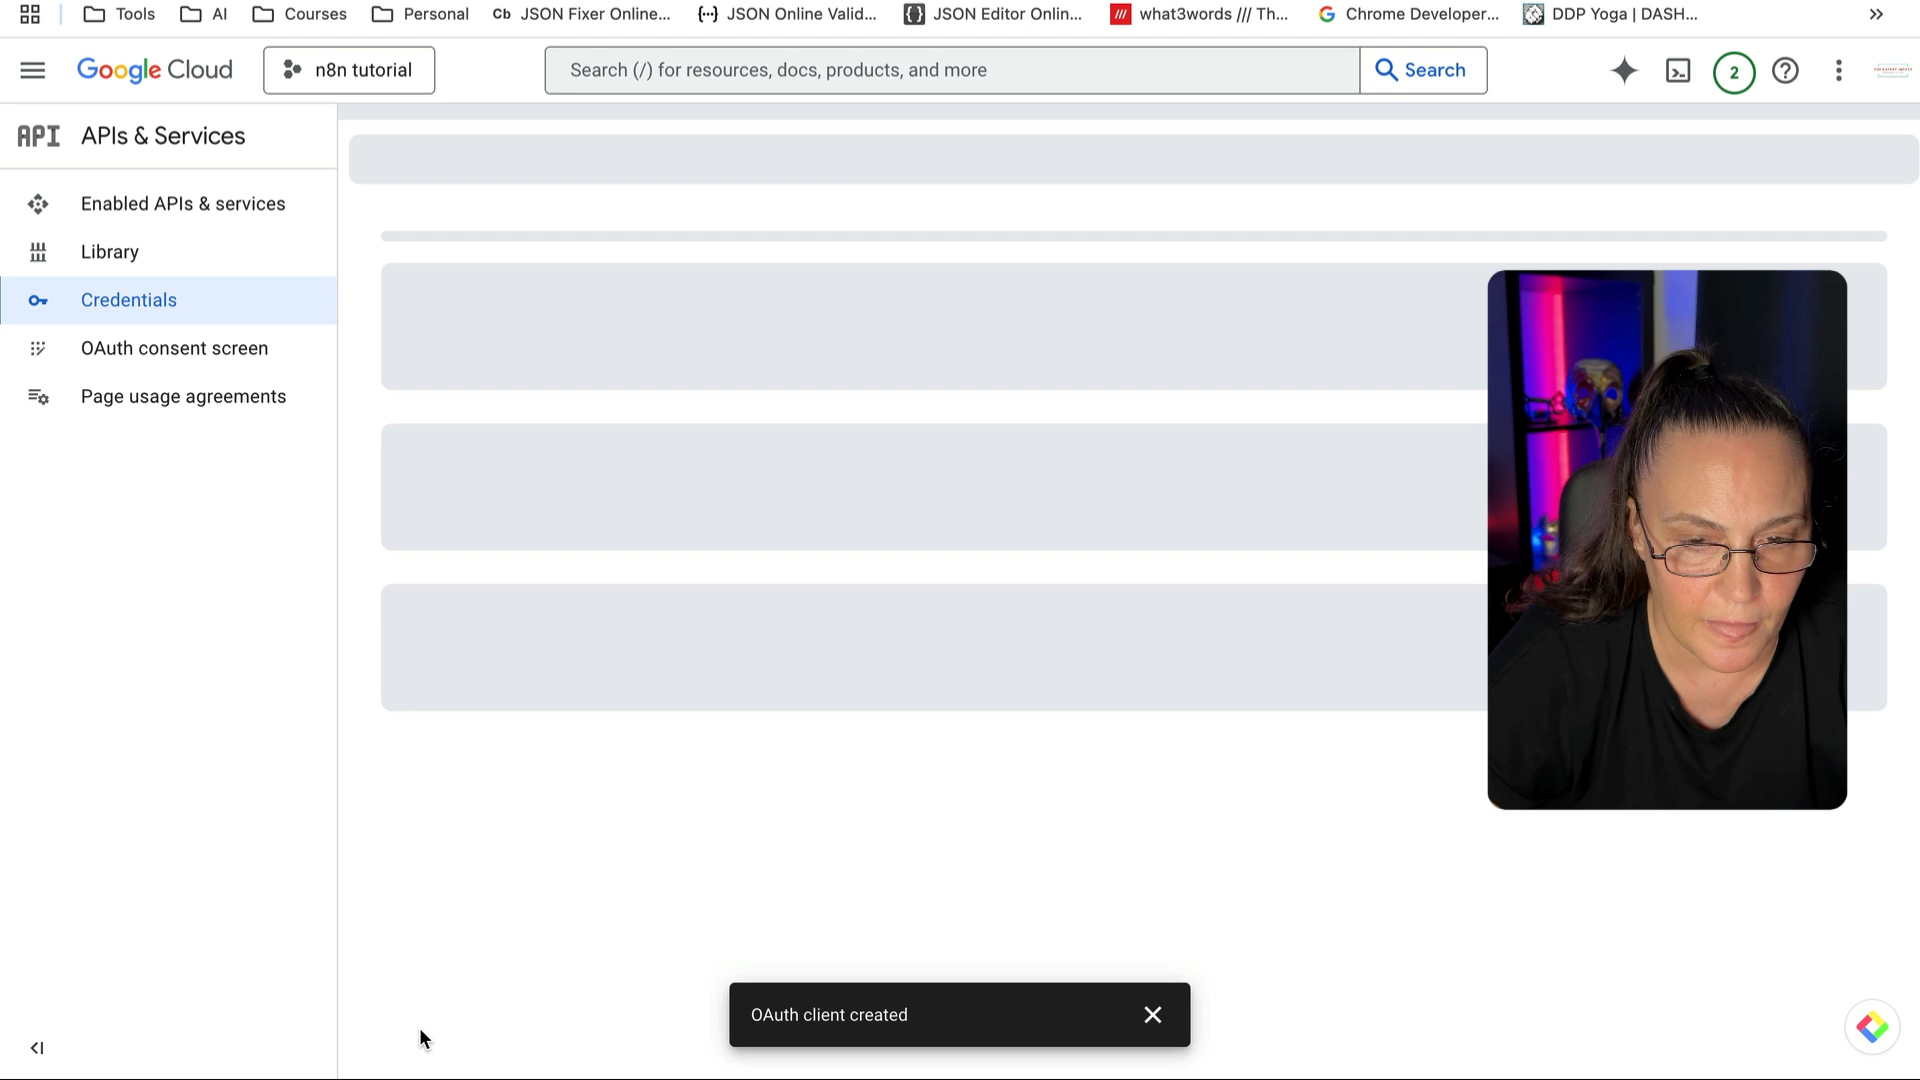 Tools
AI
Courses
Personal
Cb JSON Fixer Online...
JSON Online Valid...
JSON Editor Onlin...
what3words /// Th...
Chrome Developer...
DDP Yoga | DASH...
Google Cloud
n8n tutorial
Search (/) for resources, docs, products, and more
Search
2
API APIs & Services
Enabled APIs & services
Library
Credentials
OAuth consent screen
Page usage agreements
OAuth client created